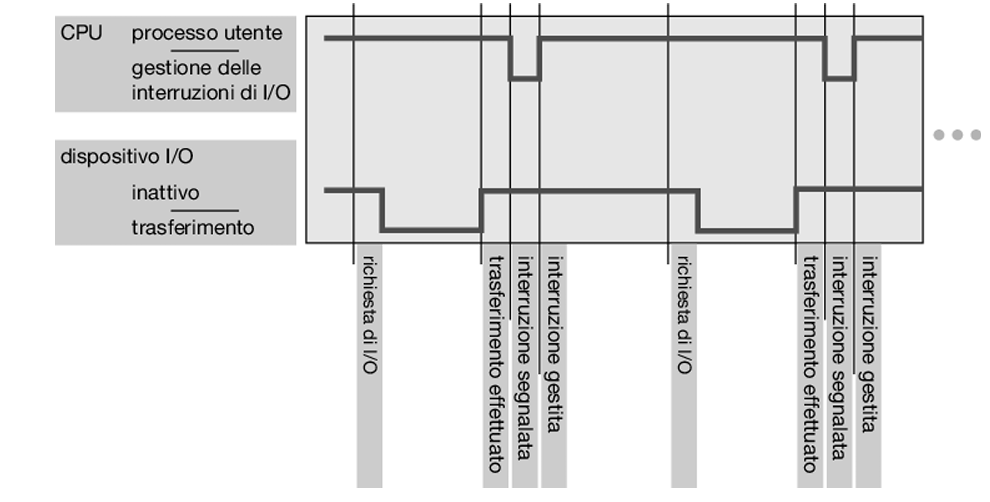 CPU processo utente
gestione delle
interruzioni di I/O
dispositivo I/O
inattivo
trasferimento
richiesta di I/O
trasferimento effettuato
interruzione segnalata
interruzione gestita
richiesta di I/O
trasferimento effettuato
interruzione segnalata
interruzione gestita